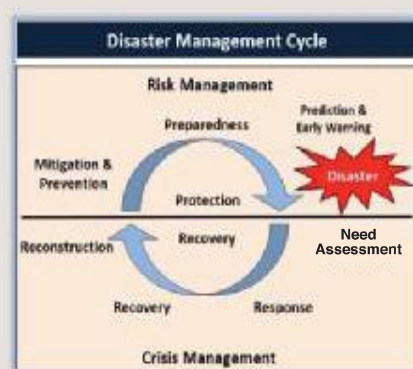 Disaster Management Cycle
Risk Management
Prediction &
Early Warning
Preparedness
Mitigation &
Prevention
Disaster
Protection
Recovery
Need
Assessment
Reconstruction
Recovery
Response
Crisis Management